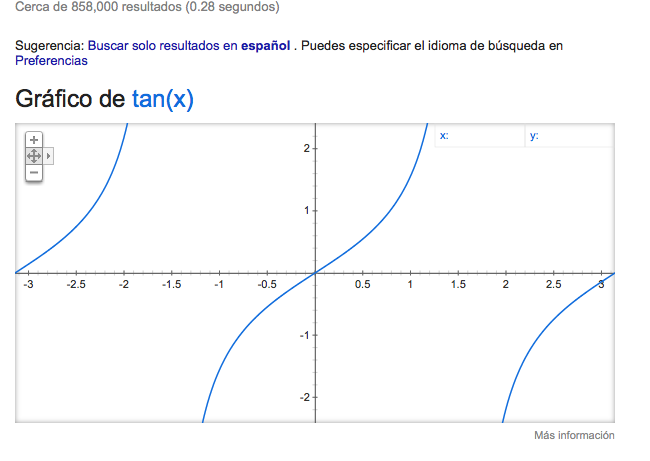 Cerca de 858,000 resultados (0.28 segundos)
Sugerencia: Buscar solo resultados en español . Puedes especificar el idioma de búsqueda en
Preferencias
Gráfico de tan(x)
x: y:
2
1
-3 -2.5 -2 -1.5 -1 -0.5 0.5 1 1.5 2 2.5 3
-1
-2
Más información